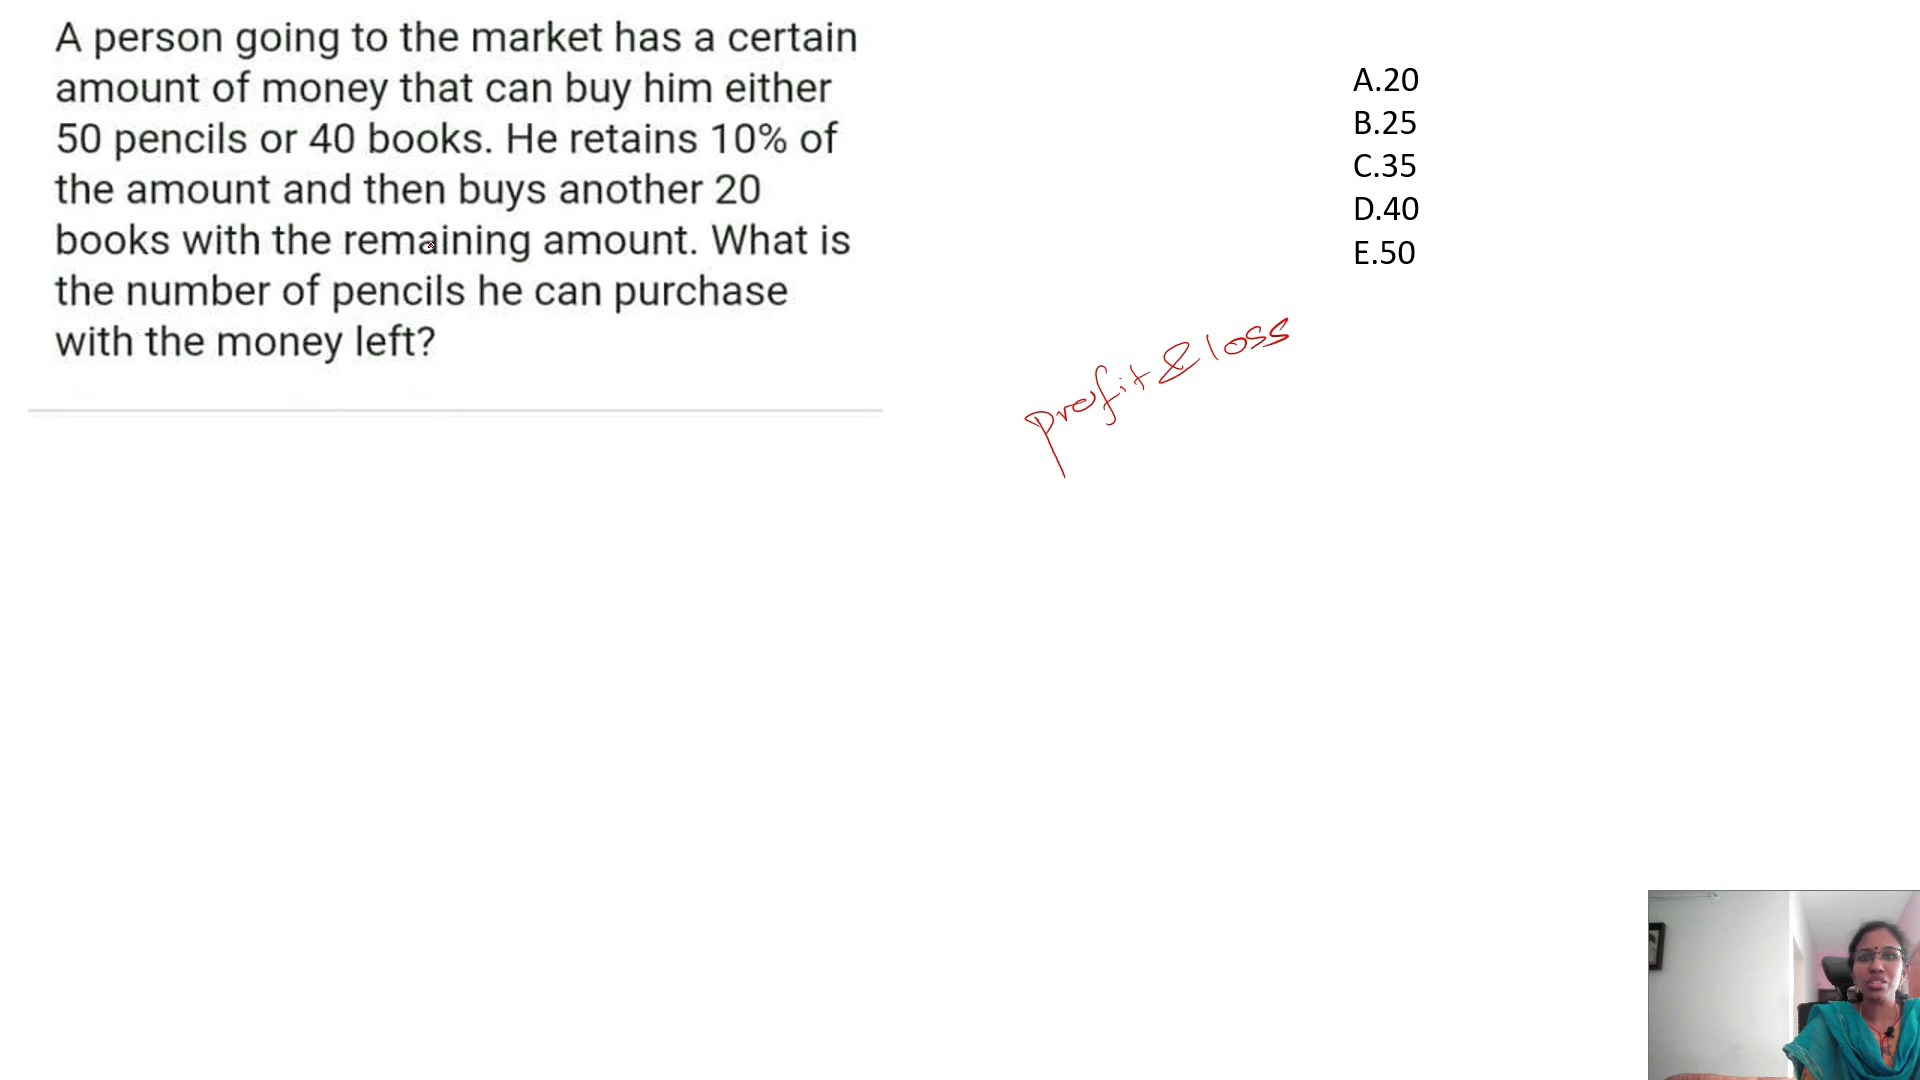 A person going to the market has a certain
amount of money that can buy him either
50 pencils or 40 books. He retains 10% of
the amount and then buys another 20
books with the remaining amount. What is
the number of pencils he can purchase
with the money left?
A.20
B.25
C.35
D.40
E.50
profit & loss